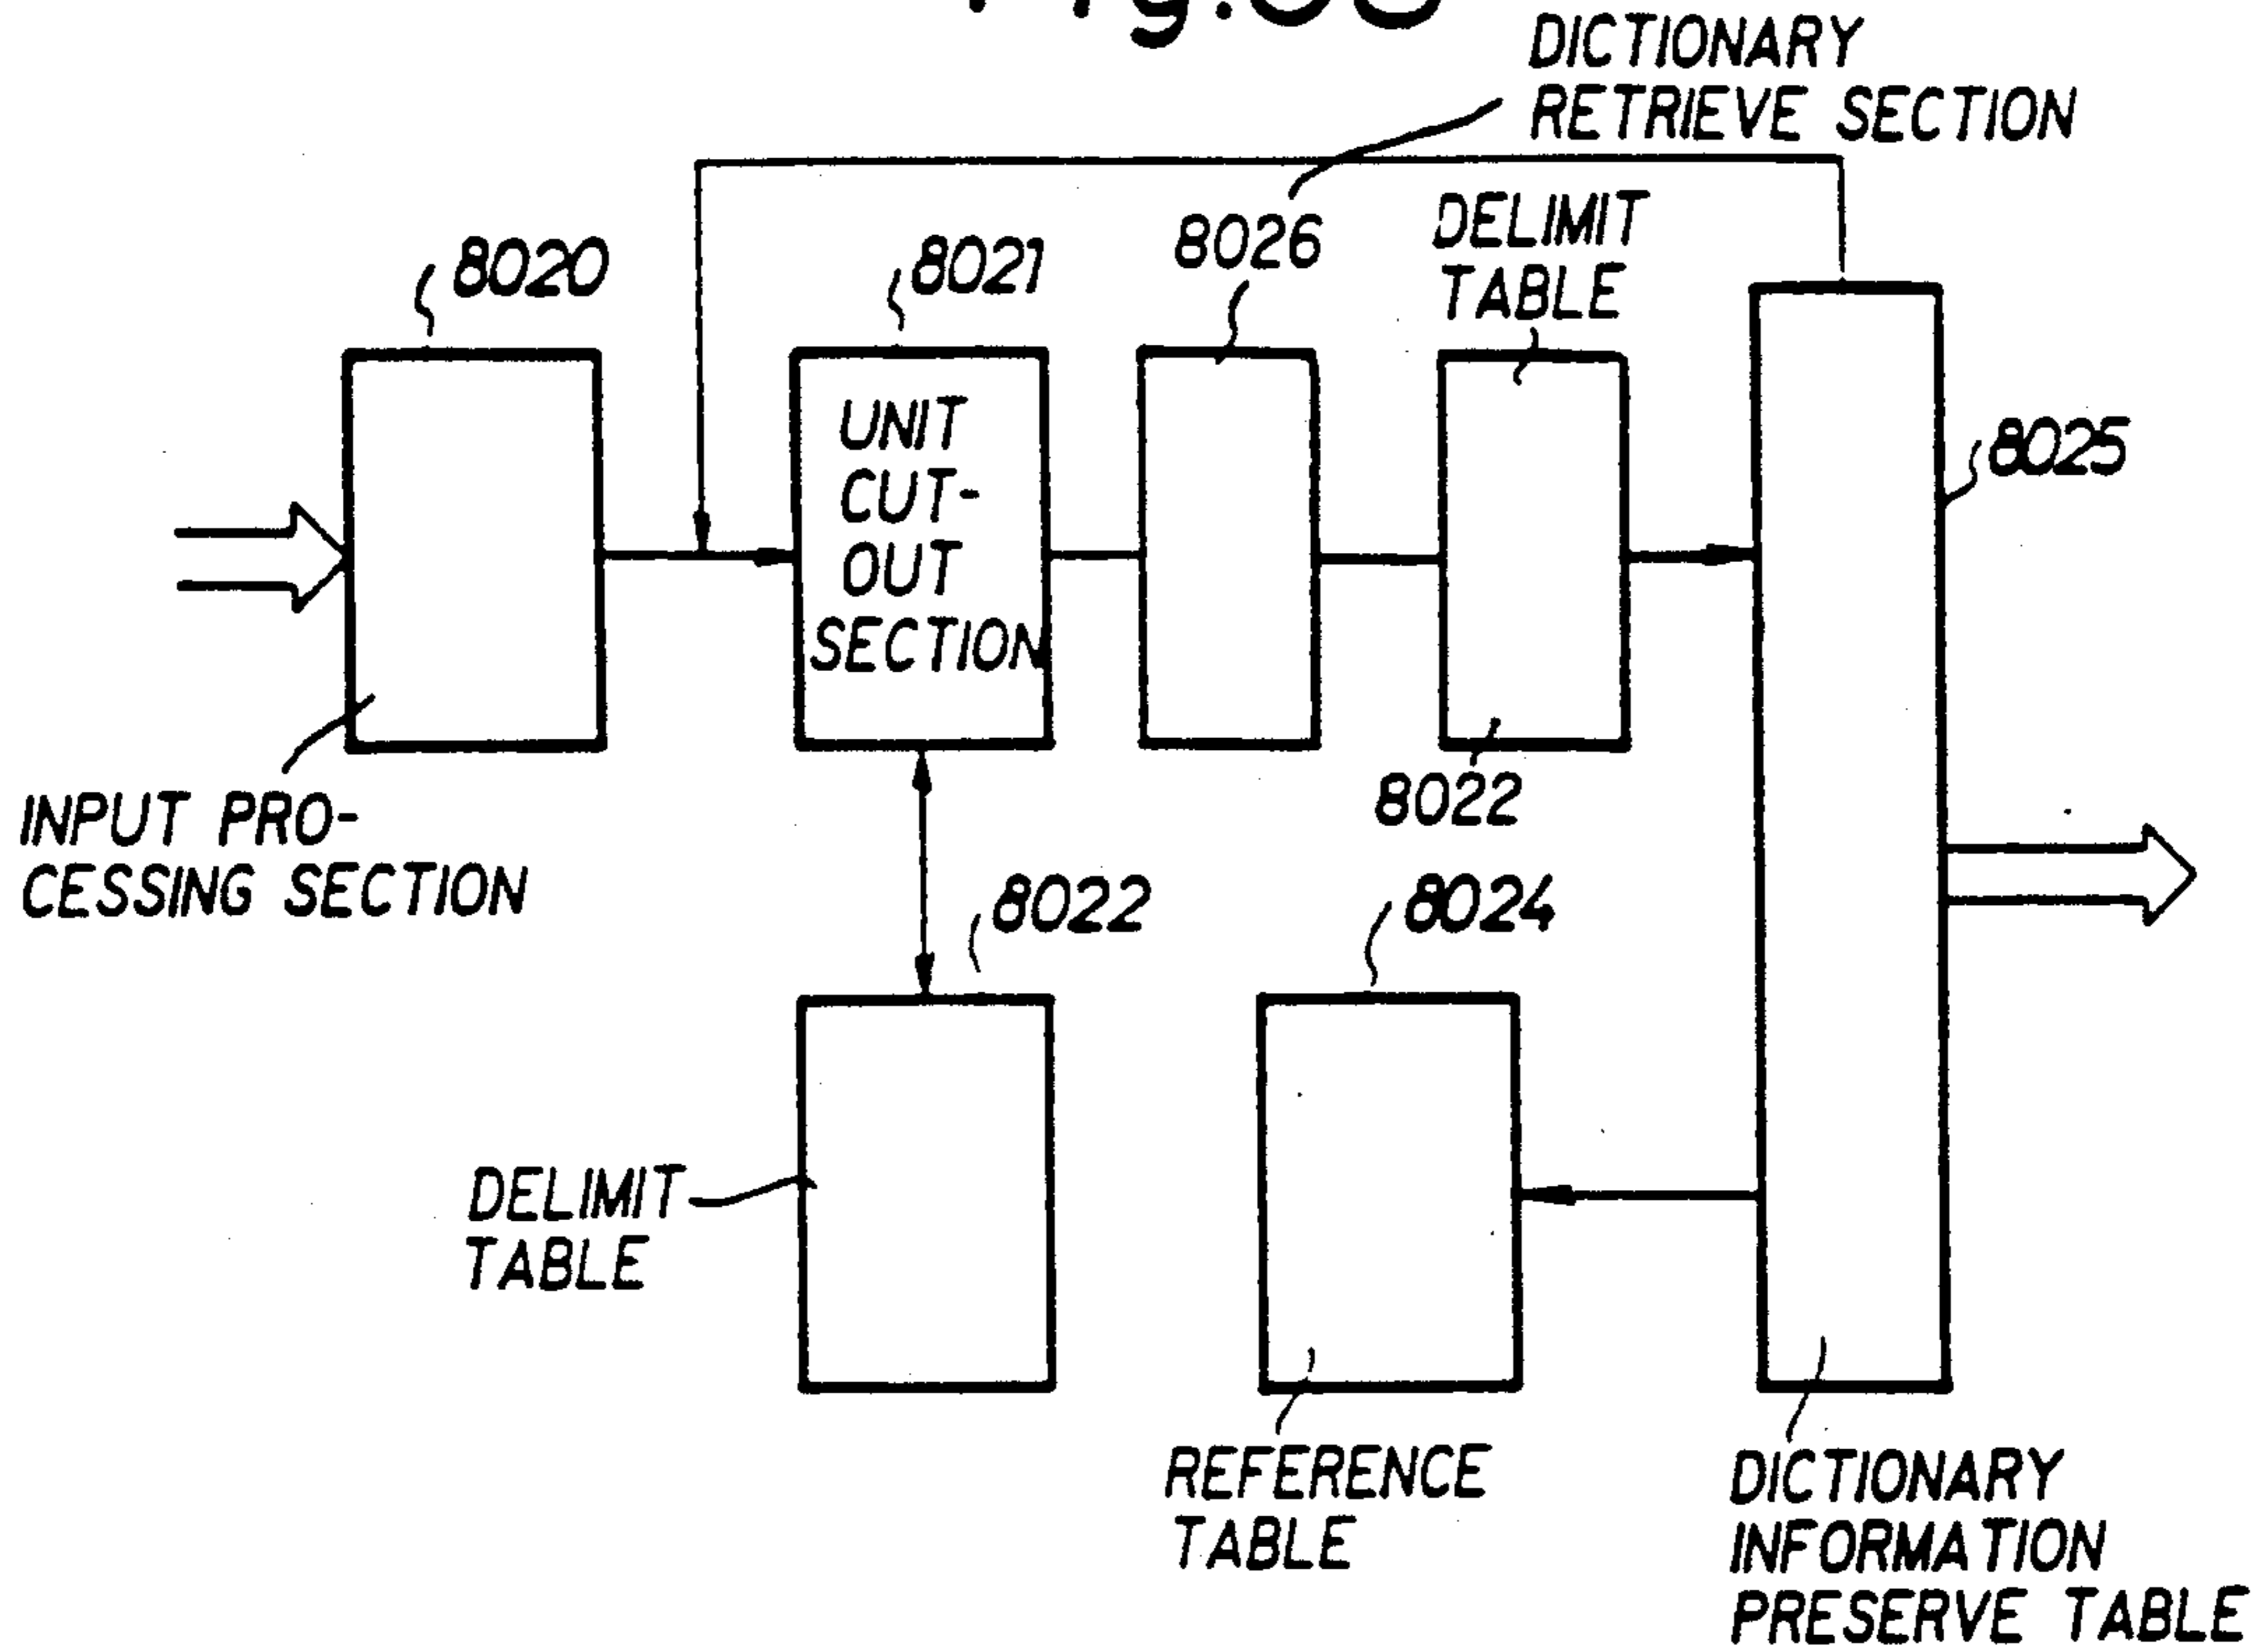 DICTIONARY
RETRIEVE SECTION
8020
8021
8026
DELIMIT
TABLE
UNIT
CUT-
OUT
SECTION
8025
INPUT PRO-
CESSING SECTION
8022
8022
8024
DELIMIT
TABLE
REFERENCE
TABLE
DICTIONARY
INFORMATION
PRESERVE TABLE